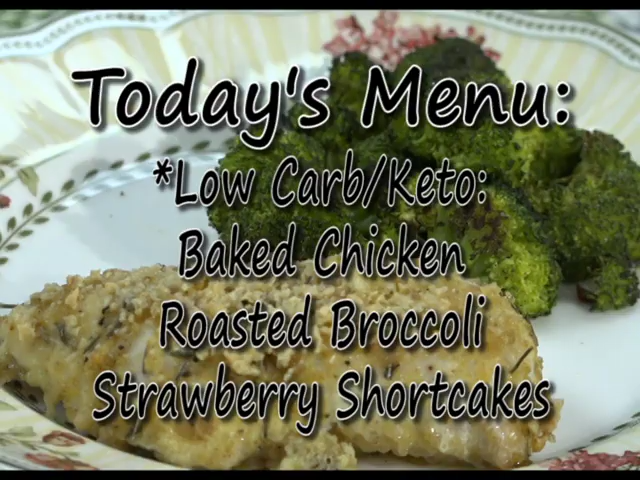 Today's Menu:
*Low Carb/Keto:
Baked Chicken
Roasted Broccoli
Strawberry Shortcakes